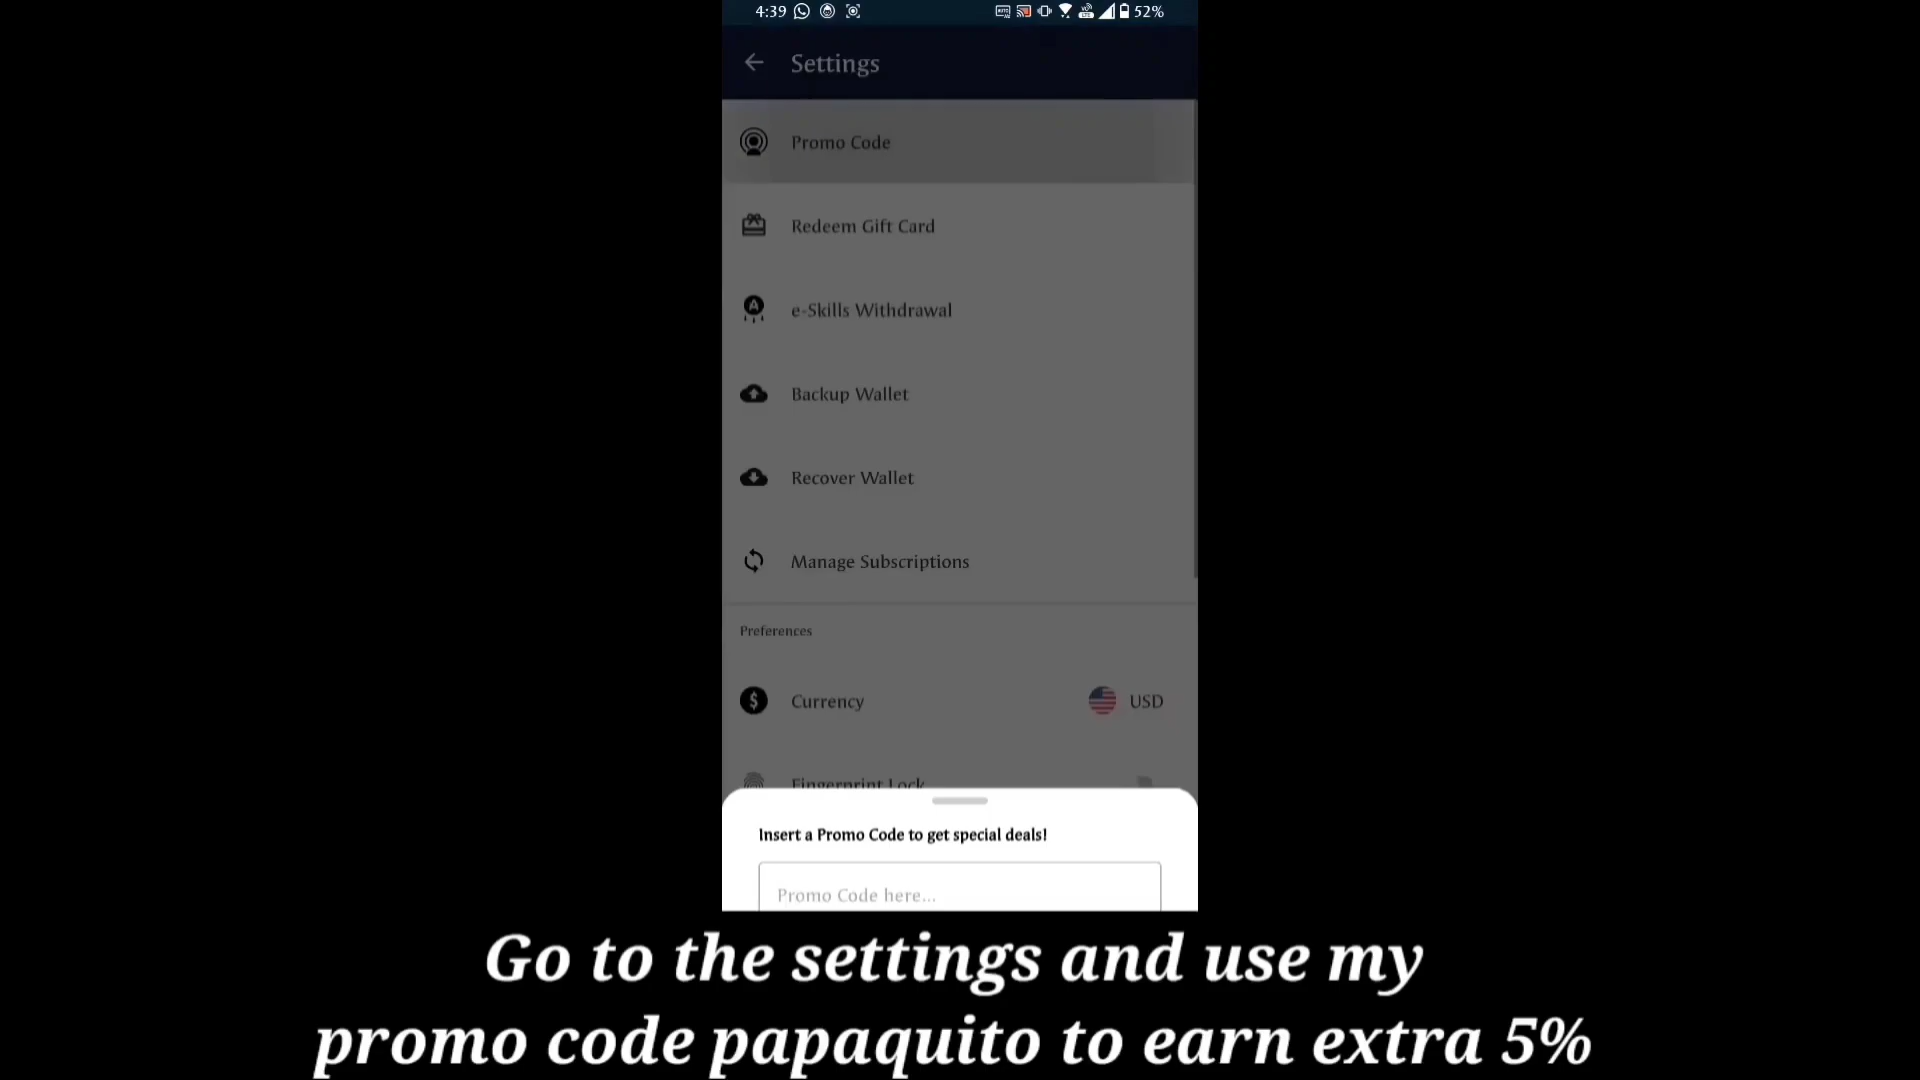 4:39 52%
Settings
Promo Code
Redeem Gift Card
e-Skills Withdrawal
Backup Wallet
Recover Wallet
Manage Subscriptions
Preferences
Currency USD
Fingerprint Lock
Insert a Promo Code to get special deals!
Promo Code here...
Go to the settings and use my
promo code papaquito to earn extra 5%